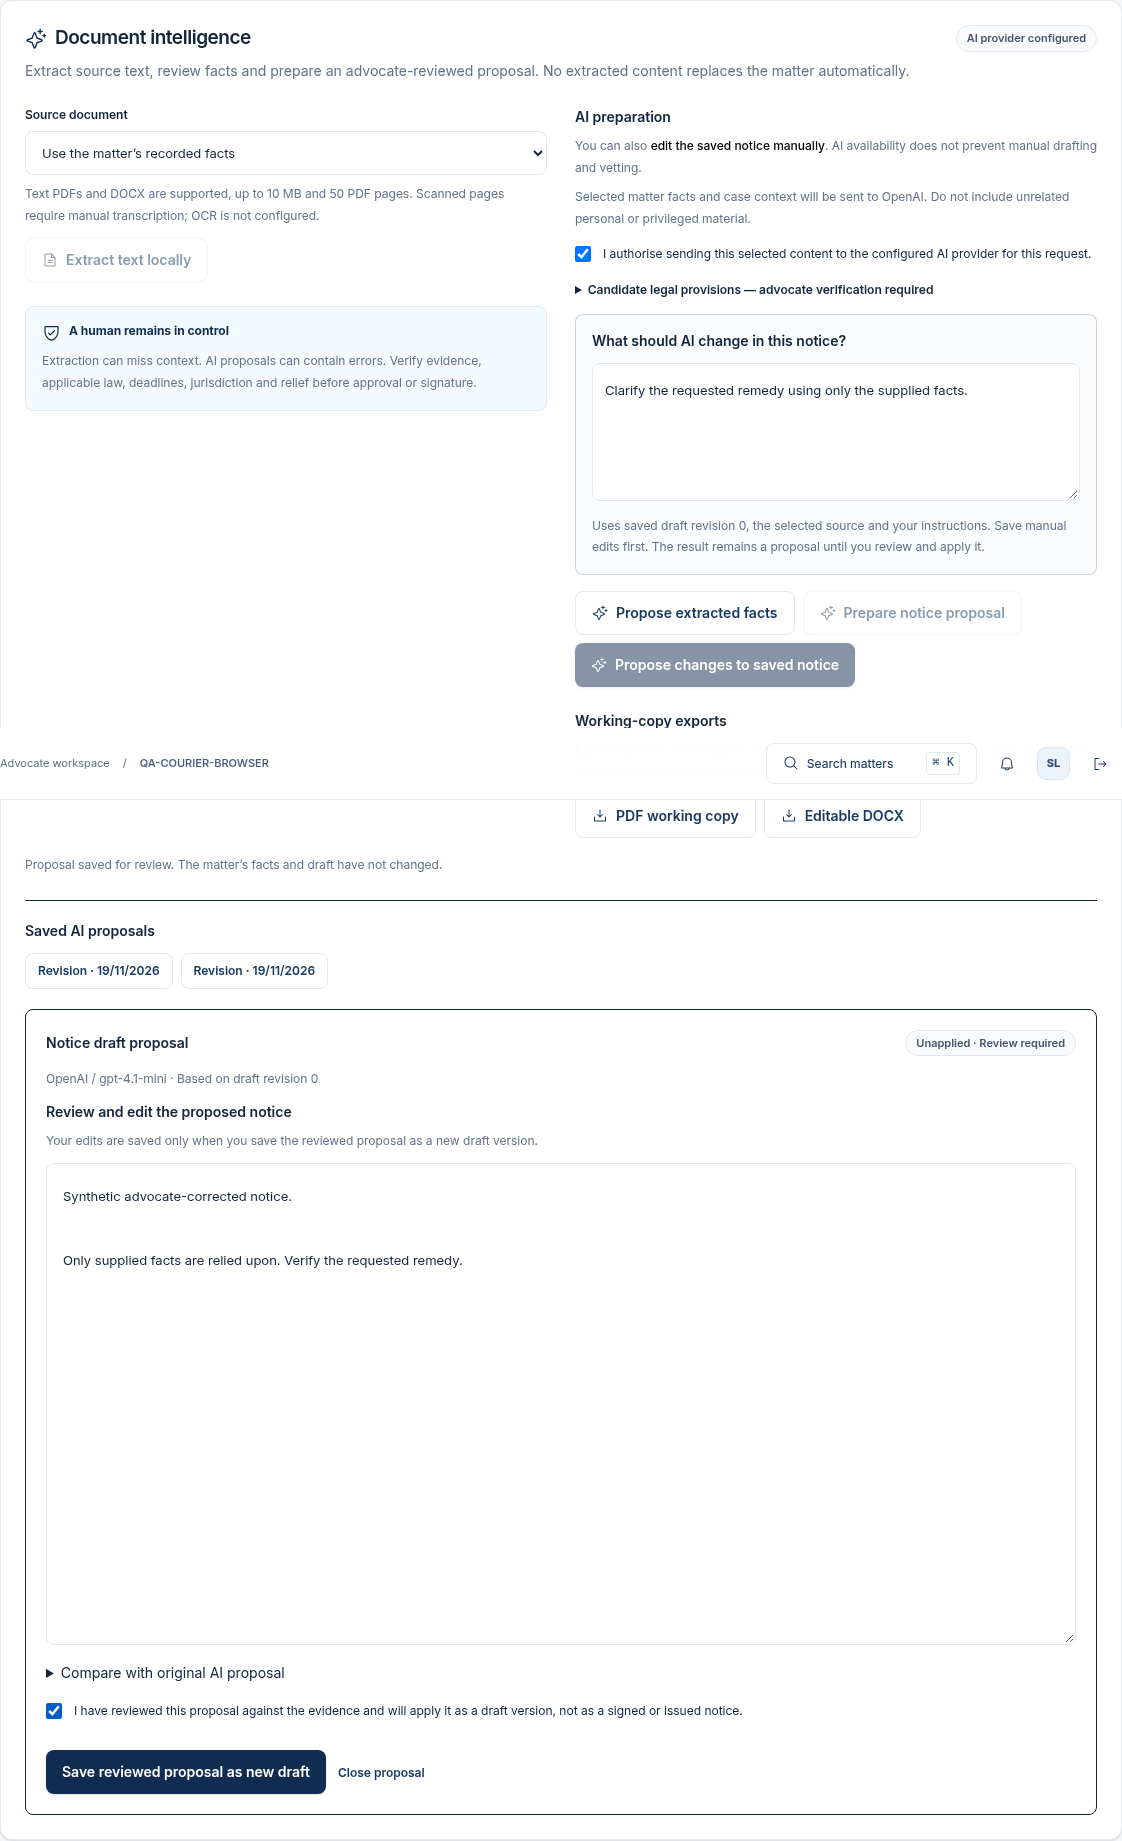 Document intelligence
AI provider configured
Extract source text, review facts and prepare an advocate-reviewed proposal. No extracted content replaces the matter automatically.
Source document
Use the matter’s recorded facts
Text PDFs and DOCX are supported, up to 10 MB and 50 PDF pages. Scanned pages
require manual transcription; OCR is not configured.
Extract text locally
A human remains in control
Extraction can miss context. AI proposals can contain errors. Verify evidence,
applicable law, deadlines, jurisdiction and relief before approval or signature.
AI preparation
You can also edit the saved notice manually. AI availability does not prevent manual drafting
and vetting.
Selected matter facts and case context will be sent to OpenAI. Do not include unrelated
personal or privileged material.
I authorise sending this selected content to the configured AI provider for this request.
Candidate legal provisions — advocate verification required
What should AI change in this notice?
Clarify the requested remedy using only the supplied facts.
Uses saved draft revision 0, the selected source and your instructions. Save manual
edits first. The result remains a proposal until you review and apply it.
Propose extracted facts
Prepare notice proposal
Propose changes to saved notice
Working-copy exports
Advocate workspace / QA-COURIER-BROWSER
Search matters
⌘ K
SL
PDF working copy
Editable DOCX
Proposal saved for review. The matter’s facts and draft have not changed.
Saved AI proposals
Revision · 19/11/2026
Revision · 19/11/2026
Notice draft proposal
Unapplied · Review required
OpenAI / gpt-4.1-mini · Based on draft revision 0
Review and edit the proposed notice
Your edits are saved only when you save the reviewed proposal as a new draft version.
Synthetic advocate-corrected notice.
Only supplied facts are relied upon. Verify the requested remedy.
Compare with original AI proposal
I have reviewed this proposal against the evidence and will apply it as a draft version, not as a signed or issued notice.
Save reviewed proposal as new draft
Close proposal